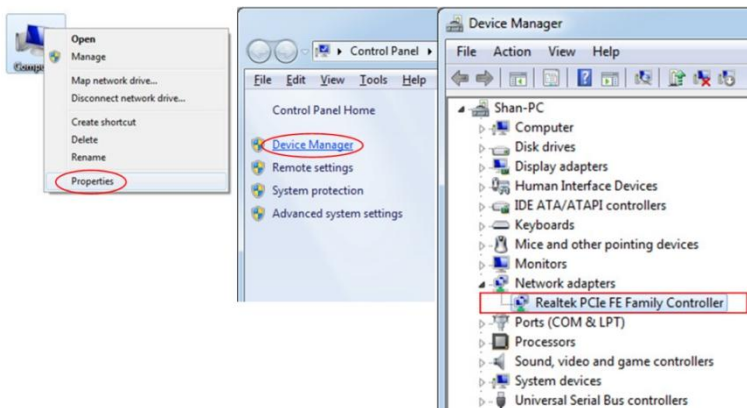 Open
Manage
Map network drive...
Disconnect network drive...
Create shortcut
Delete
Rename
Properties
Control Panel
File Edit View Tools Help
Control Panel Home
Device Manager
Remote settings
System protection
Advanced system settings
Device Manager
File Action View Help
Shan-PC
Computer
Disk drives
Display adapters
Human Interface Devices
IDE ATA/ATAPI controllers
Keyboards
Mice and other pointing devices
Monitors
Network adapters
Realtek PCIe FE Family Controller
Ports (COM & LPT)
Processors
Sound, video and game controllers
System devices
Universal Serial Bus controllers